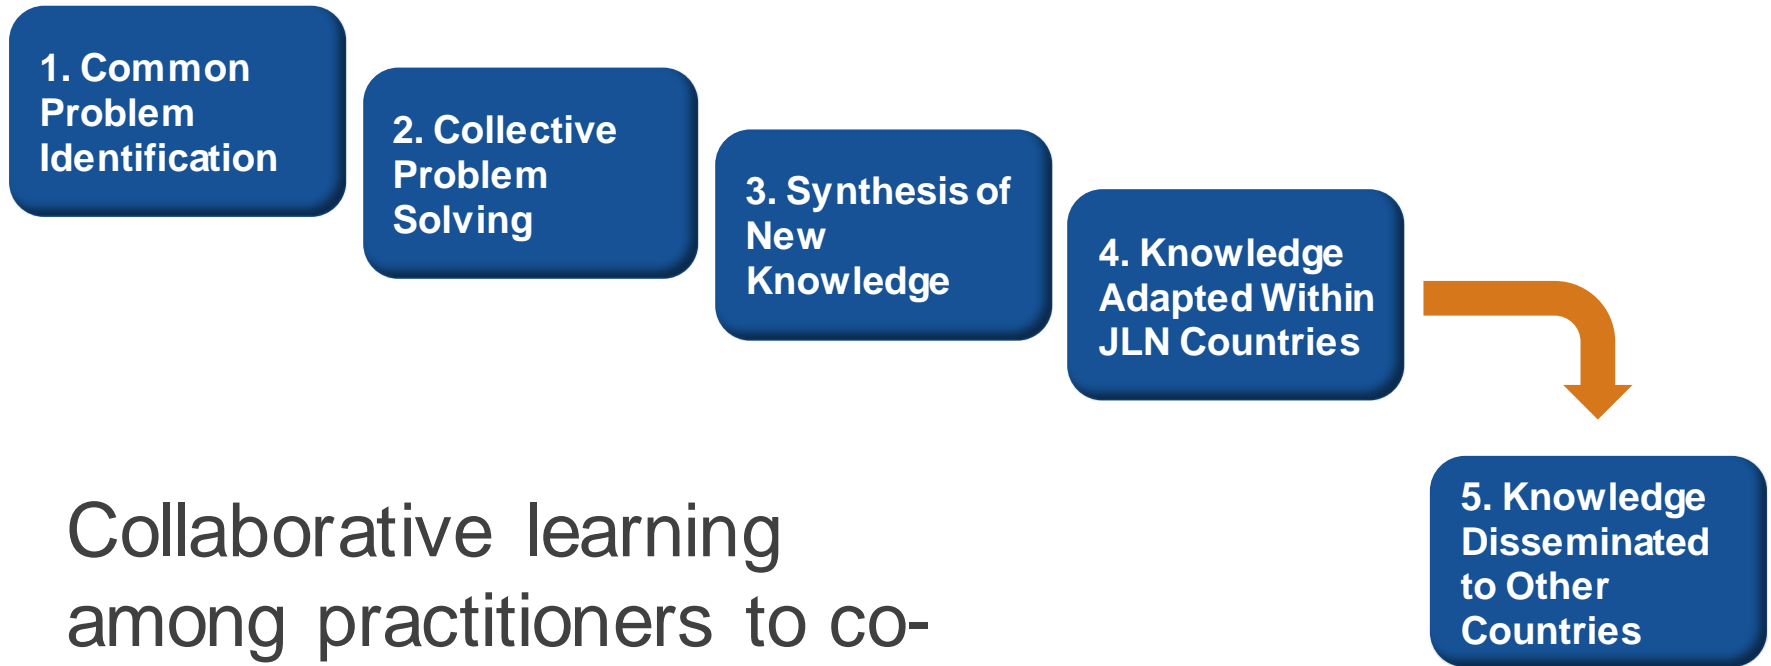 1. Common
Problem
Identification
2. Collective
Problem
Solving
3. Synthesis of
New
Knowledge
4. Knowledge
Adapted Within
JLN Countries
5. Knowledge
Disseminated
to Other
Countries
Collaborative learning
among practitioners to co-